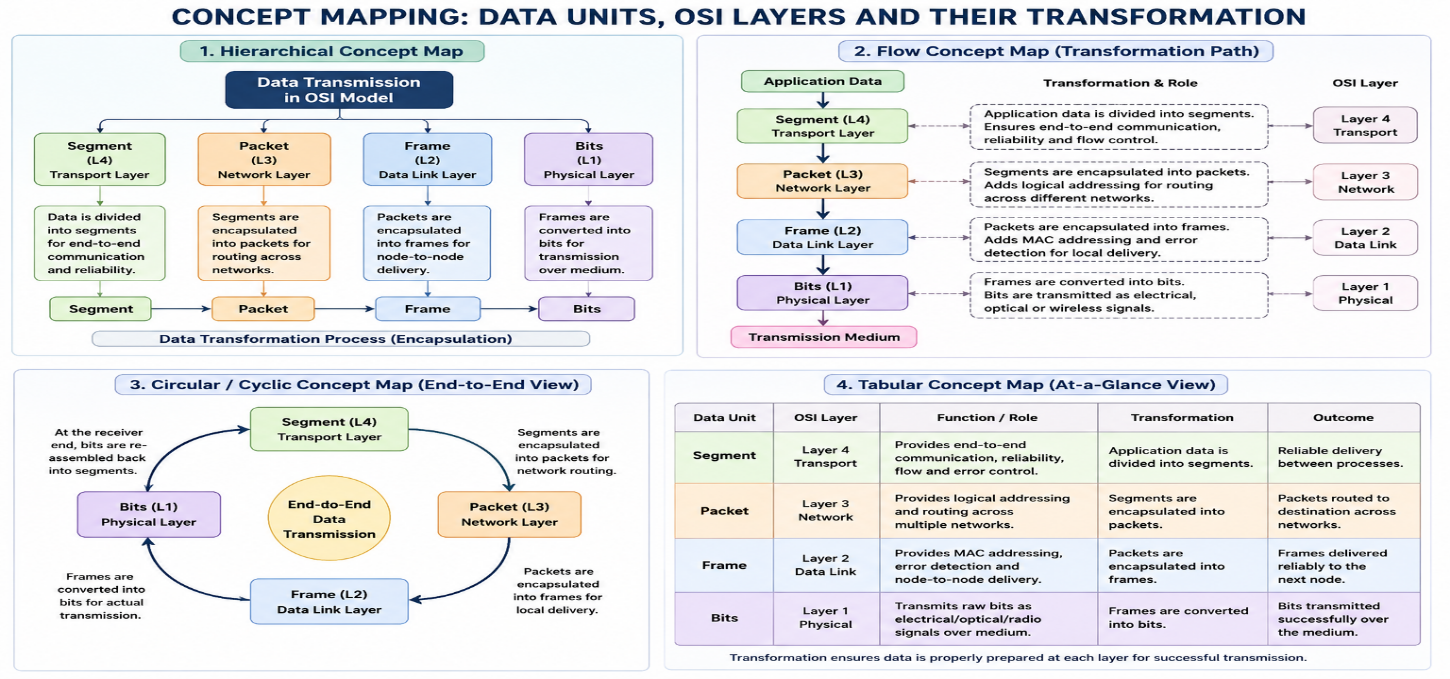 CONCEPT MAPPING: DATA UNITS, OSI LAYERS AND THEIR TRANSFORMATION
1. Hierarchical Concept Map
Data Transmission
in OSI Model
Segment
(L4)
Transport Layer
Packet
(L3)
Network Layer
Frame
(L2)
Data Link Layer
Bits
(L1)
Physical Layer
Data is divided
into segments
for end-to-end
communication
and reliability.
Segments are
encapsulated
into packets for
routing across
networks.
Packets are
encapsulated
into frames for
node-to-node
delivery.
Frames are
converted into
bits for
transmission
over medium.
Segment
Packet
Frame
Bits
Data Transformation Process (Encapsulation)
2. Flow Concept Map (Transformation Path)
Application Data
Transformation & Role
OSI Layer
Segment (L4)
Transport Layer
Application data is divided into segments.
Ensures end-to-end communication,
reliability and flow control.
Layer 4
Transport
Packet (L3)
Network Layer
Segments are encapsulated into packets.
Adds logical addressing for routing
across different networks.
Layer 3
Network
Frame (L2)
Data Link Layer
Packets are encapsulated into frames.
Adds MAC addressing and error
detection for local delivery.
Layer 2
Data Link
Bits (L1)
Physical Layer
Frames are converted into bits.
Bits are transmitted as electrical,
optical or wireless signals.
Layer 1
Physical
Transmission Medium
3. Circular / Cyclic Concept Map (End-to-End View)
Segment (L4)
Transport Layer
At the receiver
end, bits are re-
assembled back
into segments.
Segments are
encapsulated
into packets for
network routing.
Bits (L1)
Physical Layer
End-do-End
Data
Transmission
Packet (L3)
Network Layer
Frames are
converted into
bits for actual
transmission.
Packets are
encapsulated
into frames for
local delivery.
Frame (L2)
Data Link Layer
4. Tabular Concept Map (At-a-Glance View)
Data Unit
OSI Layer
Function / Role
Transformation
Outcome
Segment
Layer 4
Transport
Provides end-to-end
communication, reliability,
flow and error control.
Application data is
divided into segments.
Reliable delivery
between processes.
Packet
Layer 3
Network
Provides logical addressing
and routing across
multiple networks.
Segments are
encapsulated into
packets.
Packets routed to
destination across
networks.
Frame
Layer 2
Data Link
Provides MAC addressing,
error detection and
node-to-node delivery.
Packets are
encapsulated into
frames.
Frames delivered
reliably to the
next node.
Bits
Layer 1
Physical
Transmits raw bits as
electrical/optical/radio
signals over medium.
Frames are converted
into bits.
Bits transmitted
successfully over
the medium.
Transformation ensures data is properly prepared at each layer for successful transmission.